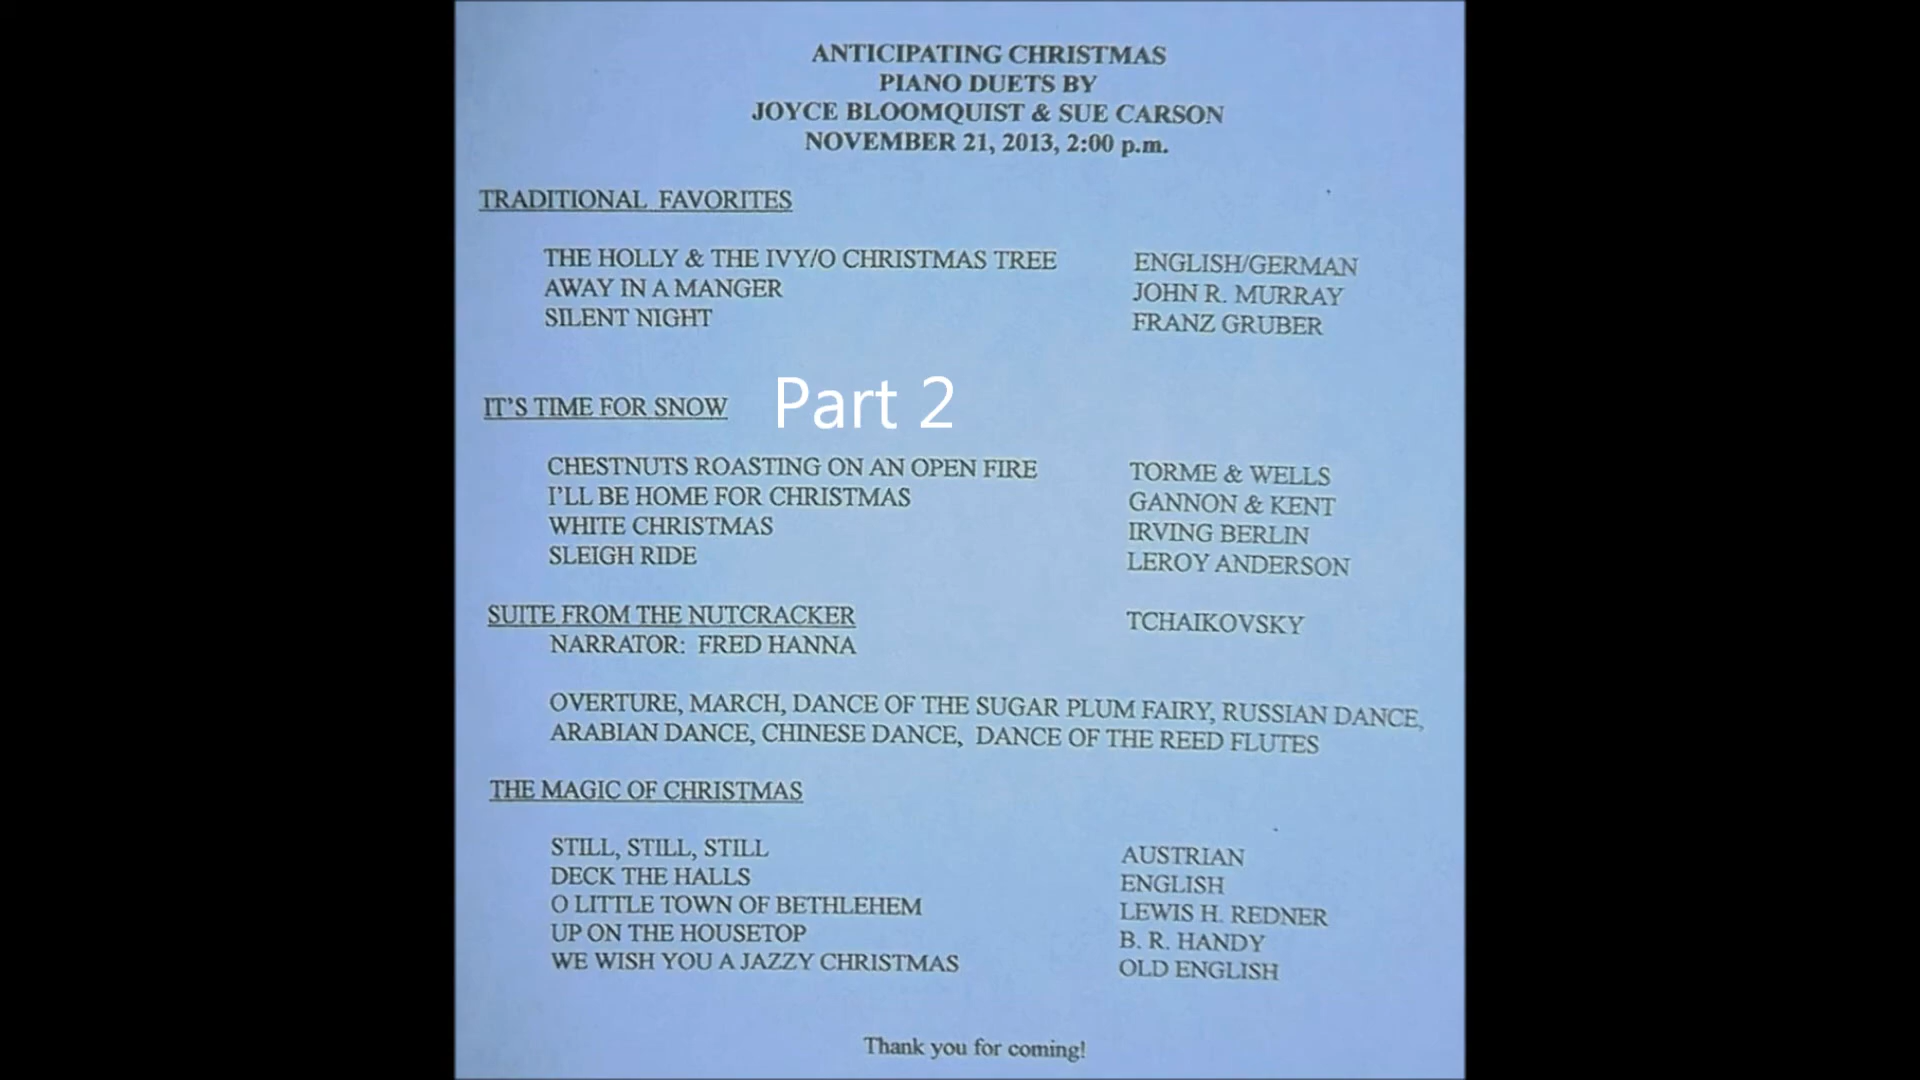 ANTICIPATING CHRISTMAS
PIANO DUETS BY
JOYCE BLOOMQUIST & SUE CARSON
NOVEMBER 21, 2013, 2:00 p.m.
TRADITIONAL FAVORITES
THE HOLLY & THE IVY/O CHRISTMAS TREE ENGLISH/GERMAN
AWAY IN A MANGER JOHN R. MURRAY
SILENT NIGHT FRANZ GRUBER
IT'S TIME FOR SNOW Part 2
CHESTNUTS ROASTING ON AN OPEN FIRE TORME & WELLS
I'LL BE HOME FOR CHRISTMAS GANNON & KENT
WHITE CHRISTMAS IRVING BERLIN
SLEIGH RIDE LEROY ANDERSON
SUITE FROM THE NUTCRACKER TCHAIKOVSKY
NARRATOR: FRED HANNA
OVERTURE, MARCH, DANCE OF THE SUGAR PLUM FAIRY, RUSSIAN DANCE,
ARABIAN DANCE, CHINESE DANCE, DANCE OF THE REED FLUTES
THE MAGIC OF CHRISTMAS
STILL, STILL, STILL AUSTRIAN
DECK THE HALLS ENGLISH
O LITTLE TOWN OF BETHLEHEM LEWIS H. REDNER
UP ON THE HOUSETOP B. R. HANDY
WE WISH YOU A JAZZY CHRISTMAS OLD ENGLISH
Thank you for coming!